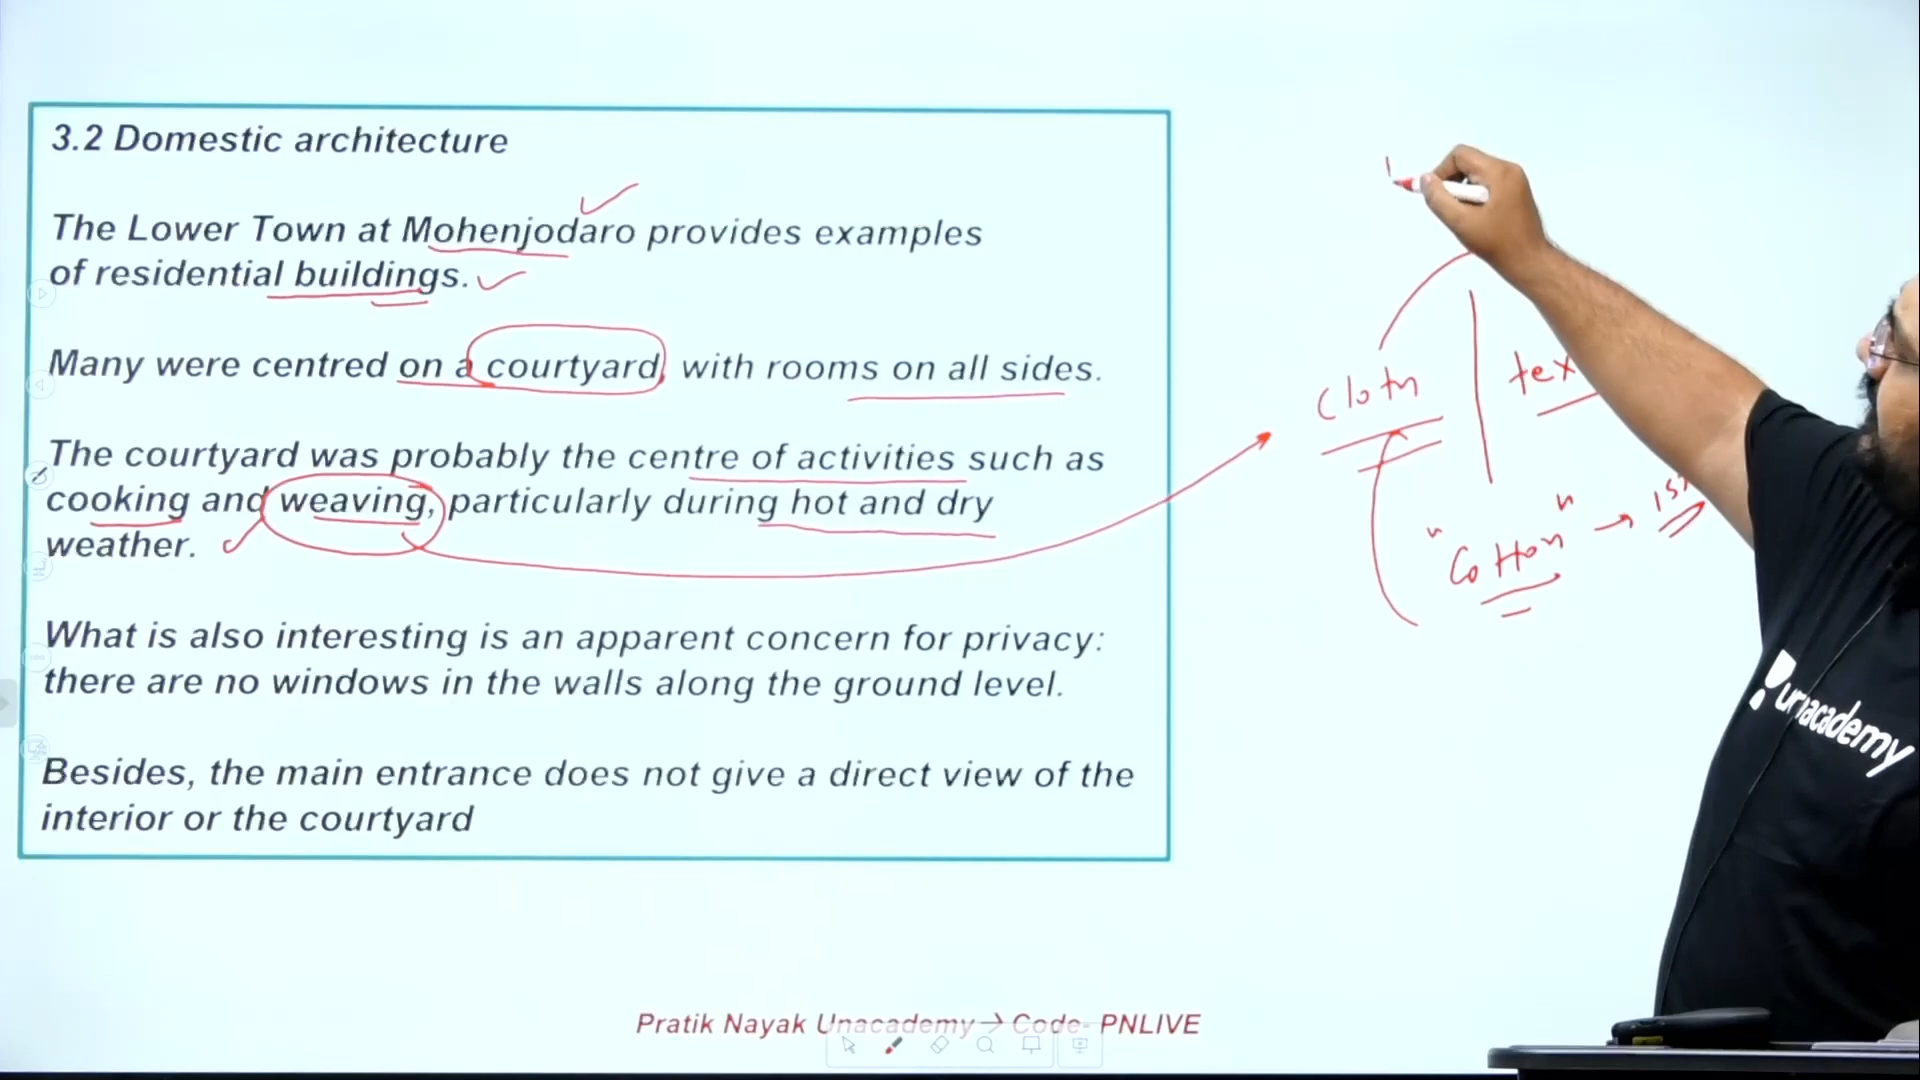 3.2 Domestic architecture
The Lower Town at Mohenjodaro provides examples
of residential buildings.
Many were centred on a courtyard, with rooms on all sides.
The courtyard was probably the centre of activities such as
cooking and weaving, particularly during hot and dry
weather.
What is also interesting is an apparent concern for privacy:
there are no windows in the walls along the ground level.
Besides, the main entrance does not give a direct view of the
interior or the courtyard
Cloth
tex
"Cotton" → 1st
unacademy
Pratik Nayak Unacademy→ Code- PNLIVE